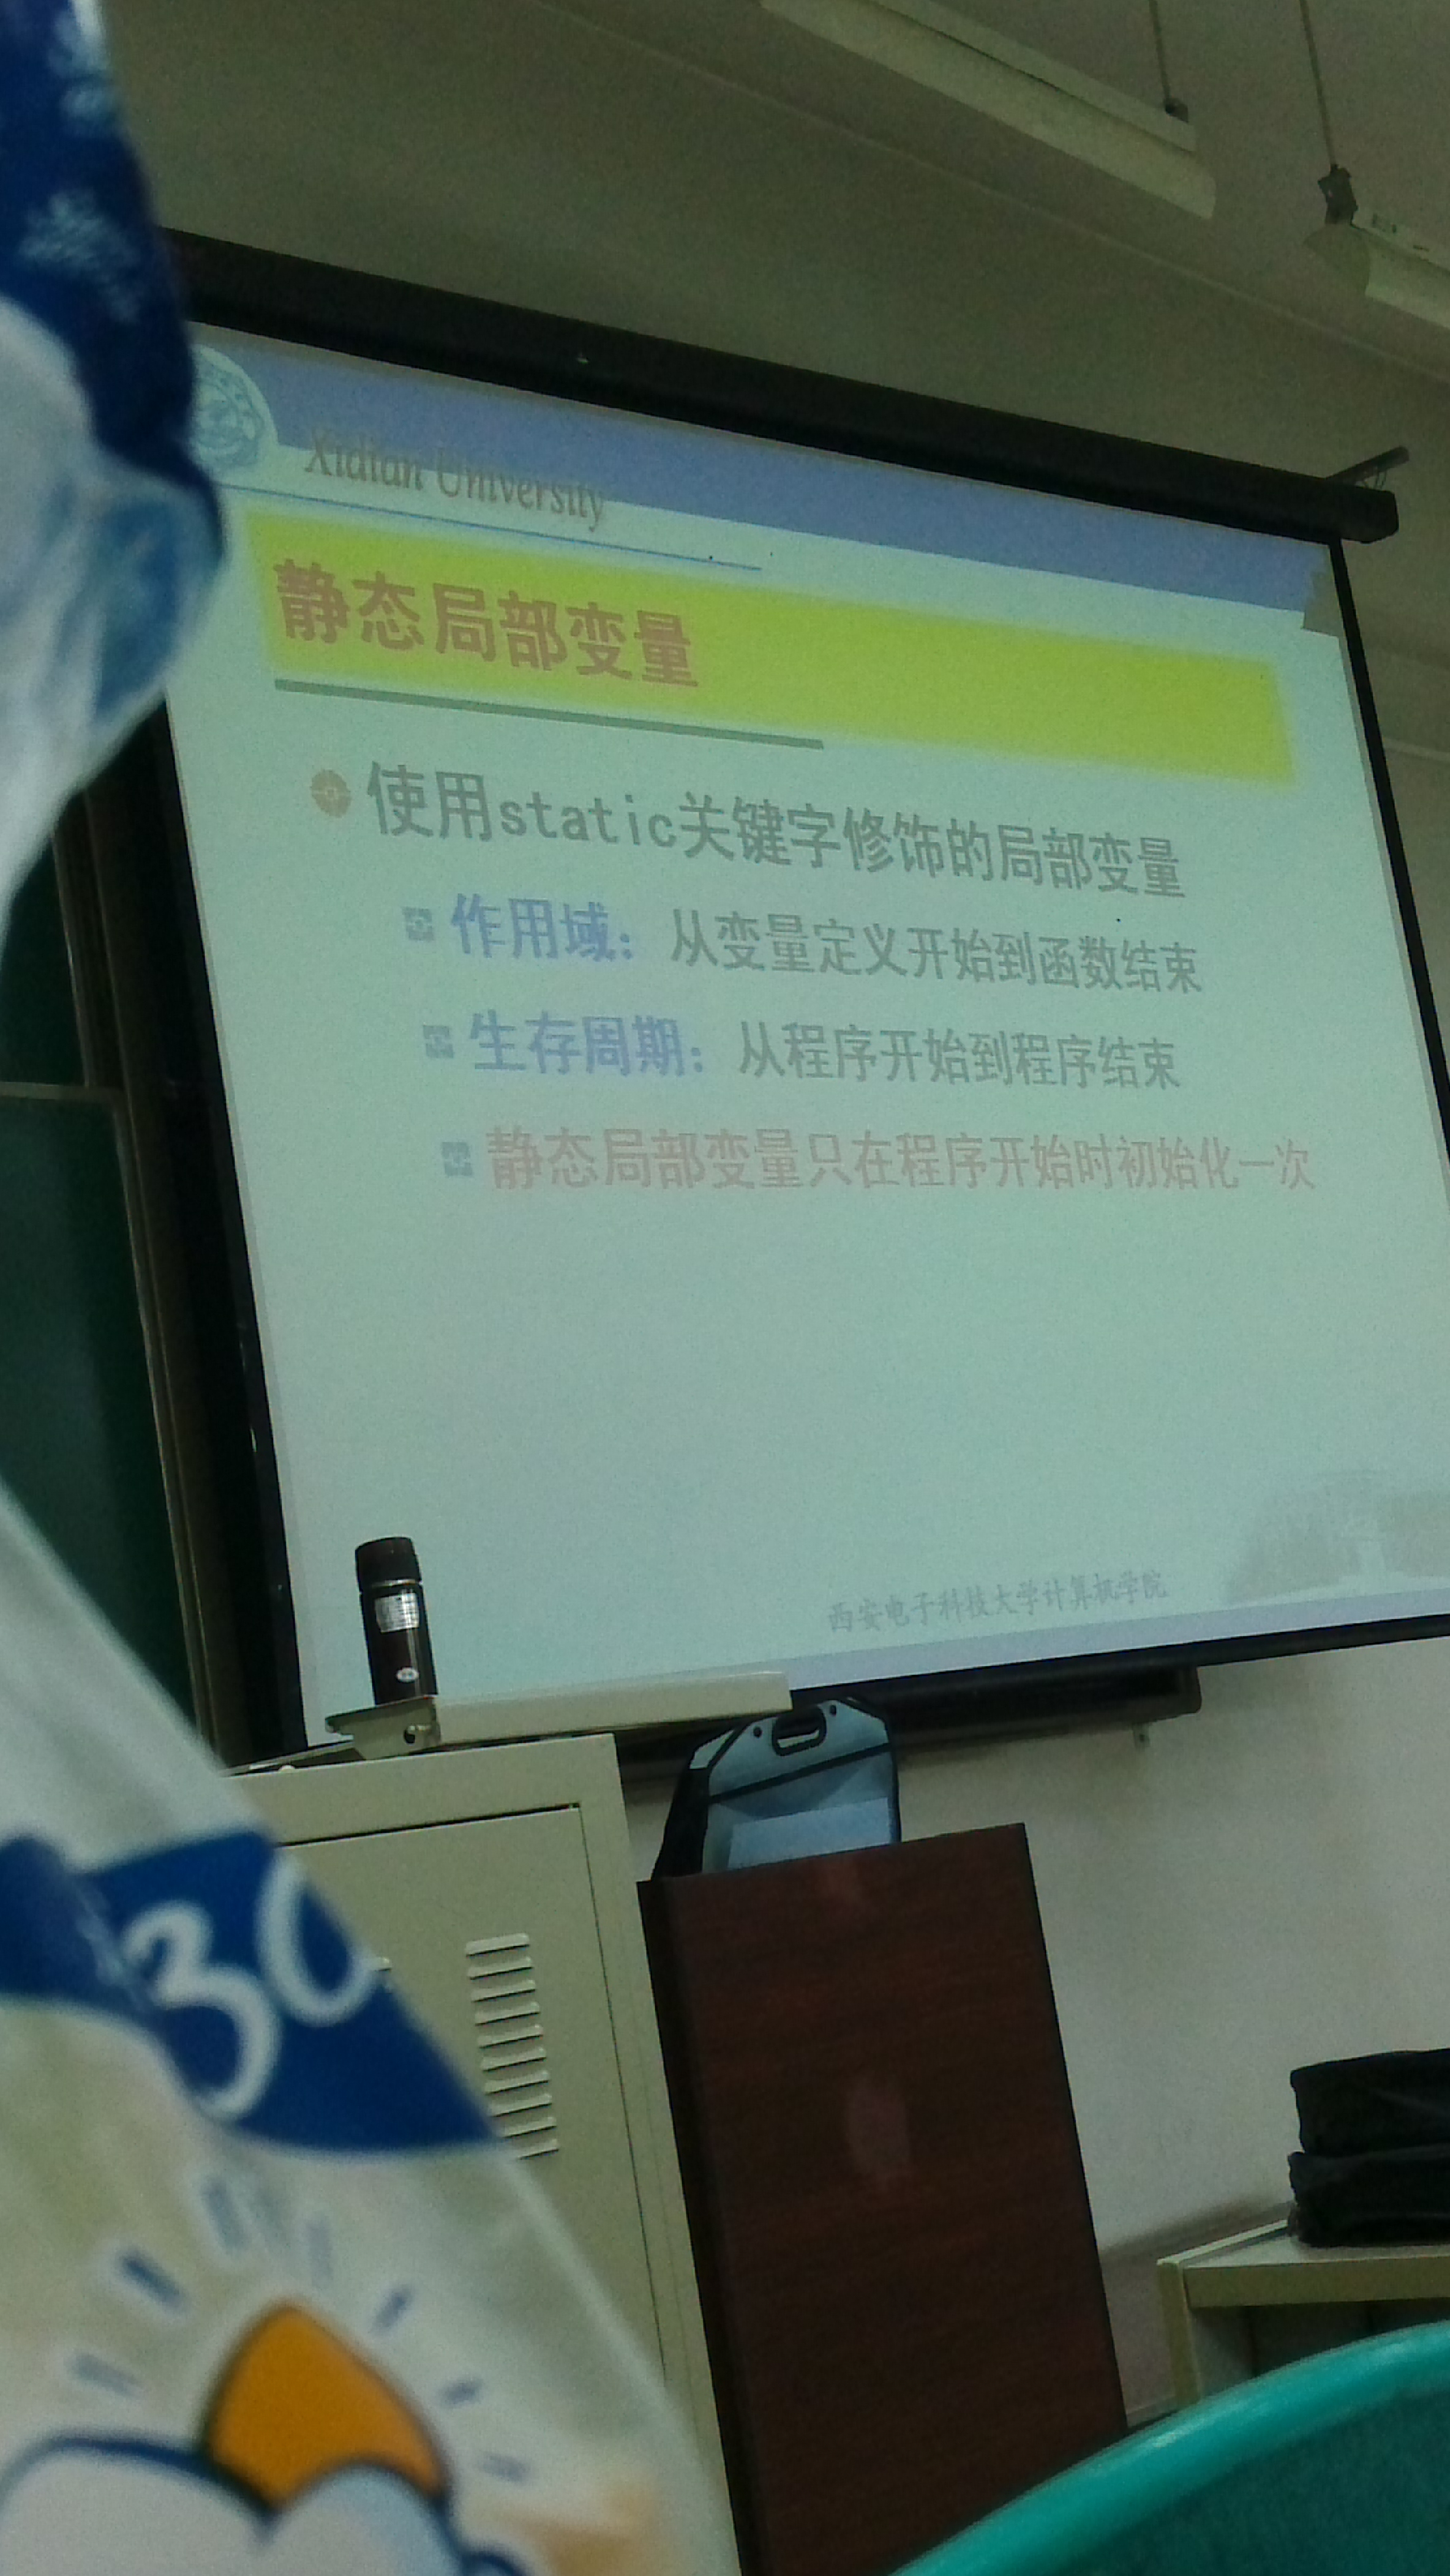 Xidian University
静态局部变量
使用static关键字修饰的局部变量
作用域：从变量定义开始到函数结束
生存周期：从程序开始到程序结束
静态局部变量只在程序开始时初始化一次
西安电子科技大学计算机学院
30